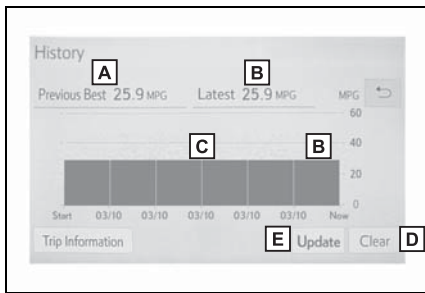 History
A B
Previous Best 25.9 MPG Latest 25.9 MPG MPG
60
C B
40
20
0
Start 03/10 03/10 03/10 03/10 03/10 Now
Trip Information E Update Clear D